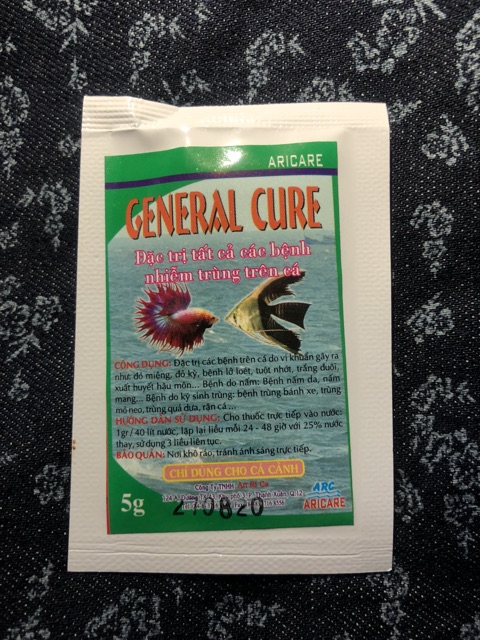 ARICARE
GENERAL CURE
Đặc trị tất cả các bệnh
nhiễm trùng trên cá
CÔNG DỤNG: Đặc trị các bệnh trên cá do vi khuẩn gây ra
như: đỏ miệng, đỏ kỳ, bệnh lở loét, tuột nhớt, trắng đuôi,
xuất huyết hậu môn... Bệnh do nấm: Bệnh nấm da, nấm
mang... Bệnh do ký sinh trùng: bệnh trùng bánh xe, trùng
mỏ neo, trùng quả dưa, rận cá ...
HƯỚNG DẪN SỬ DỤNG: Cho thuốc trực tiếp vào nước:
1gr/ 40 lít nước, lặp lại liều mỗi 24 - 48 giờ với 25% nước
thay, sử dụng 3 liều liên tục.
BẢO QUẢN: Nơi khô ráo, tránh ánh sáng trực tiếp.
CHỈ DÙNG CHO CÁ CẢNH
Công Ty TNHH
5g
270820
ARC
ARICARE